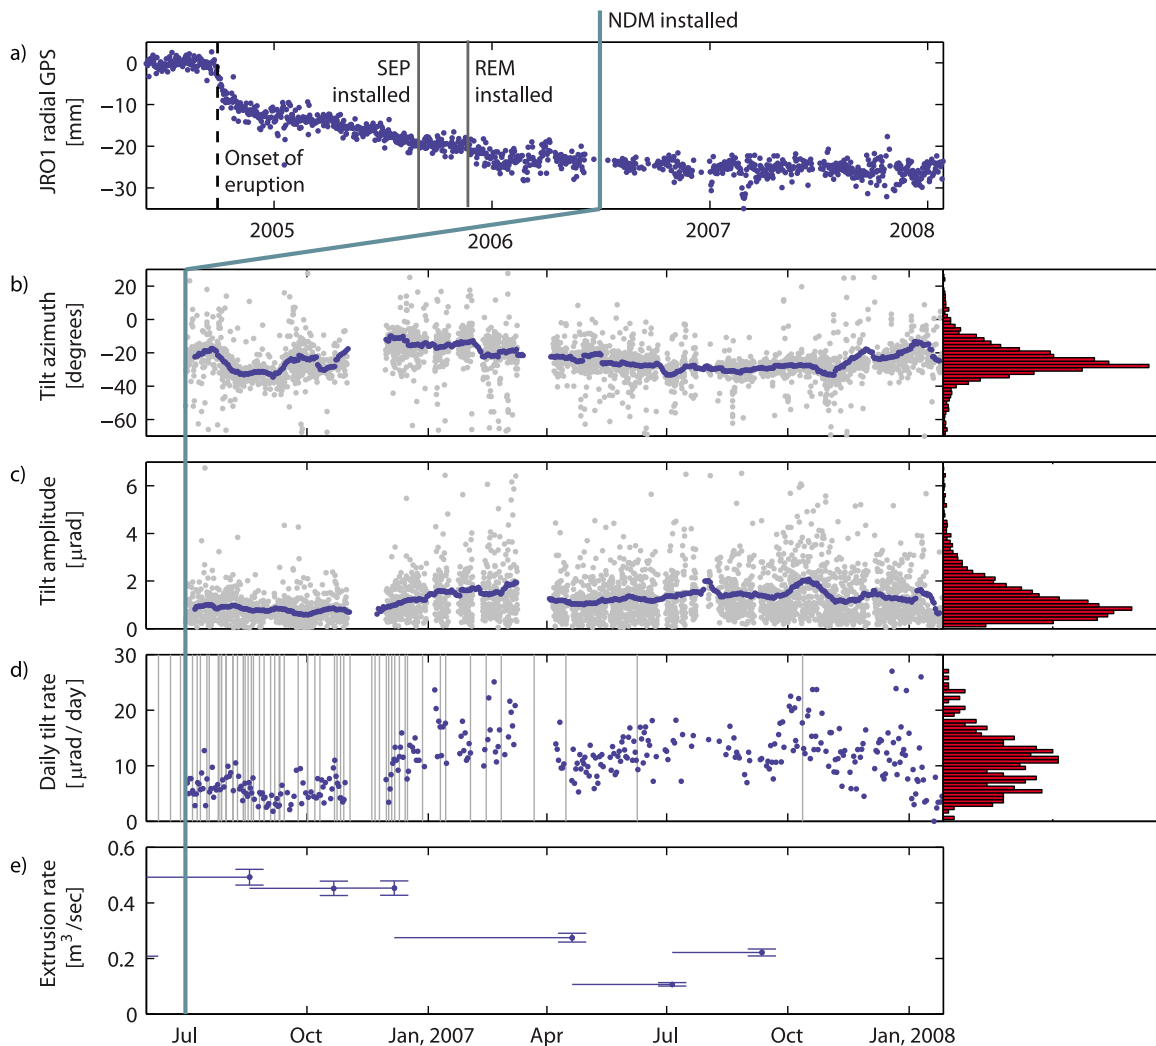 NDM installed
a)
JRO1 radial GPS
[mm]
0
−10
−20
−30
SEP
installed
REM
installed
Onset of
eruption
2005
2006
2007
2008
b)
Tilt azimuth
[degrees]
20
0
−20
−40
−60
c)
Tilt amplitude
[μrad]
6
4
2
0
d)
Daily tilt rate
[μrad / day]
30
20
10
0
e)
Extrusion rate
[m³/sec]
0.6
0.4
0.2
0
Jul
Oct
Jan, 2007
Apr
Jul
Oct
Jan, 2008